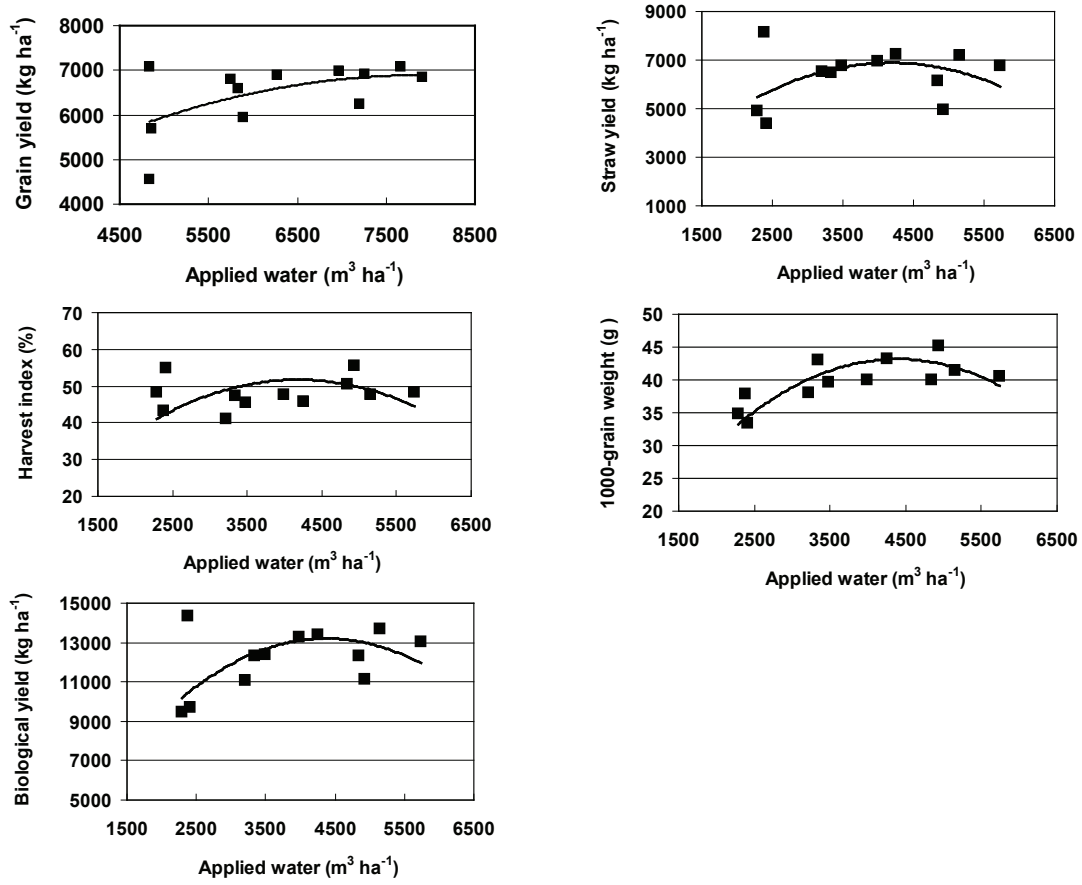 Grain yield (kg ha⁻¹)
8000
7000
6000
5000
4000
4500 5500 6500 7500 8500
Applied water (m³ ha⁻¹)
Straw yield (kg ha⁻¹)
9000
7000
5000
3000
1000
1500 2500 3500 4500 5500 6500
Applied water (m³ ha⁻¹)
Harvest index (%)
70
60
50
40
30
20
1500 2500 3500 4500 5500 6500
Applied water (m³ ha⁻¹)
1000-grain weight (g )
50
45
40
35
30
25
20
1500 2500 3500 4500 5500 6500
Applied water (m³ ha⁻¹)
Biological yield (kg ha⁻¹)
15000
13000
11000
9000
7000
5000
1500 2500 3500 4500 5500 6500
Applied water (m³ ha⁻¹)